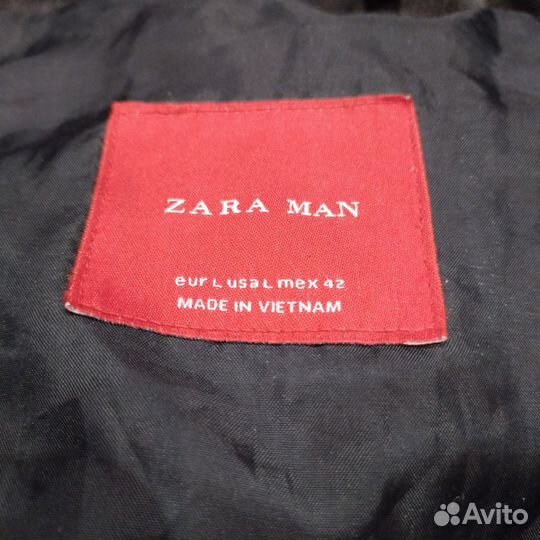 ZARA MAN
eur L usa L mex 42
MADE IN VIETNAM
Avito